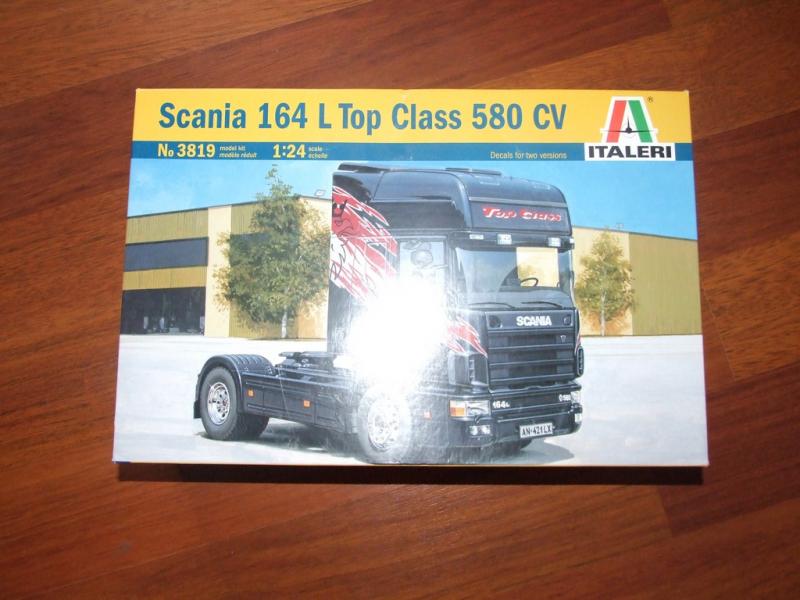 Scania 164 L Top Class 580 CV
ITALERI
®
No 3819 model kit modèle réduit 1:24 scale échelle
Decals for two versions
Top Class
SCANIA
164L
580
AN·421LX